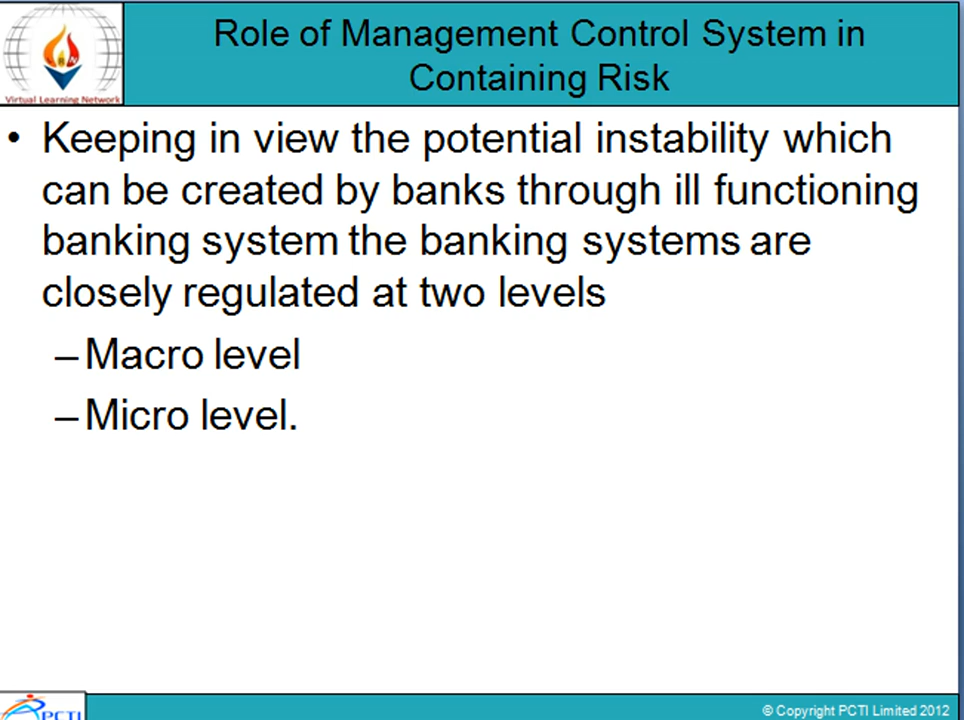 Role of Management Control System in
Containing Risk
Virtual Learning Network
• Keeping in view the potential instability which
can be created by banks through ill functioning
banking system the banking systems are
closely regulated at two levels
– Macro level
– Micro level.
PCTI
© Copyright PCTI Limited 2012